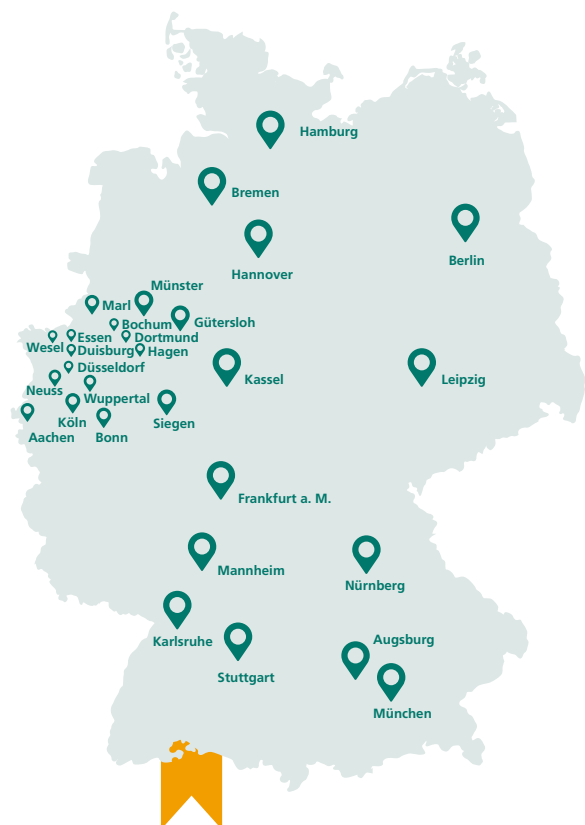 Hamburg
Bremen
Hannover
Berlin
Münster
Marl
Gütersloh
Bochum
Essen
Dortmund
Wesel
Duisburg
Hagen
Düsseldorf
Kassel
Leipzig
Neuss
Wuppertal
Köln
Siegen
Aachen
Bonn
Frankfurt a. M.
Mannheim
Nürnberg
Karlsruhe
Augsburg
Stuttgart
München